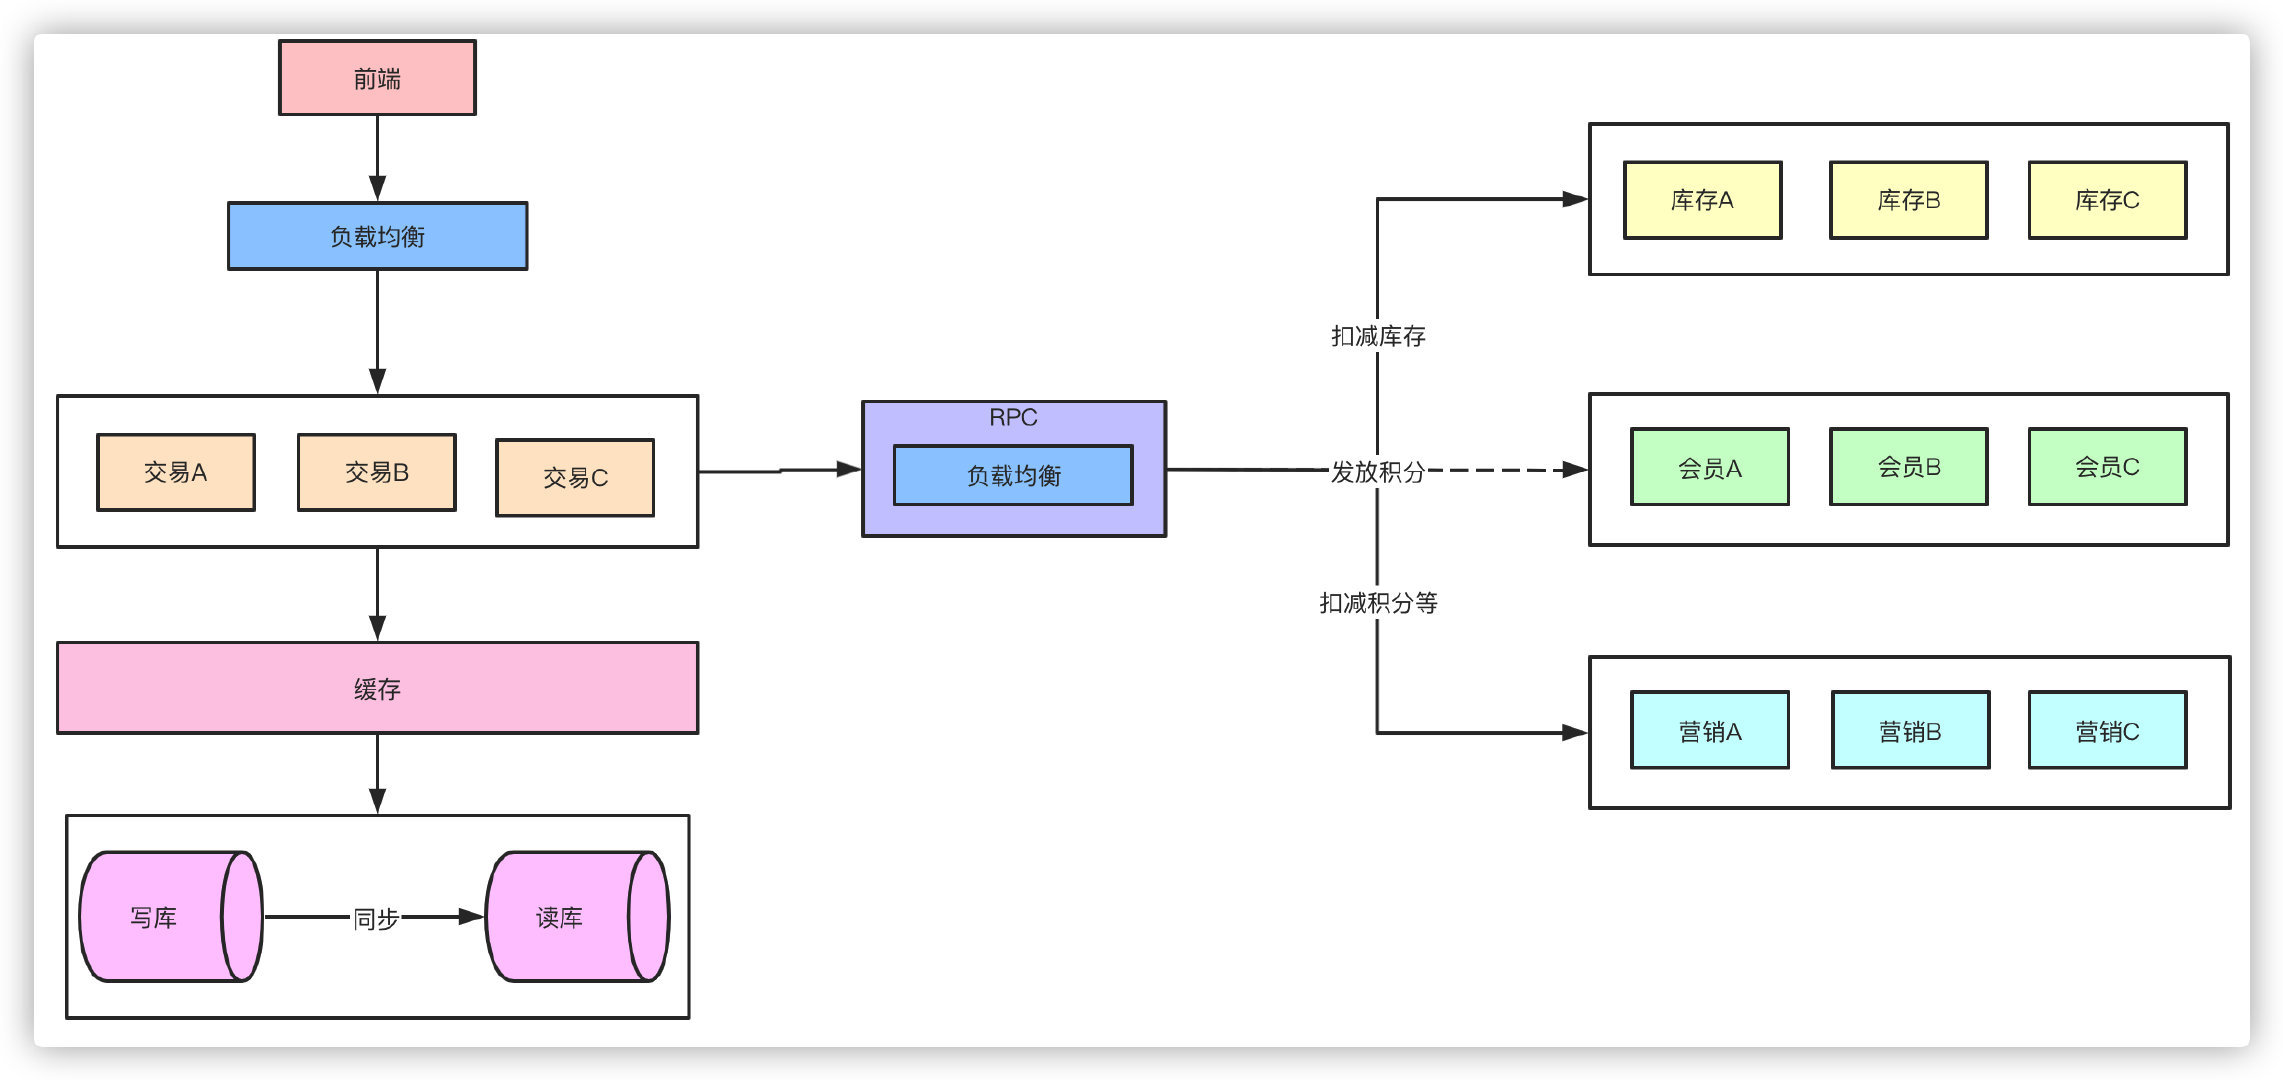 前端
负载均衡
交易A
交易B
交易C
缓存
写库
同步
读库
RPC
负载均衡
扣减库存
发放积分
扣减积分等
库存A
库存B
库存C
会员A
会员B
会员C
营销A
营销B
营销C